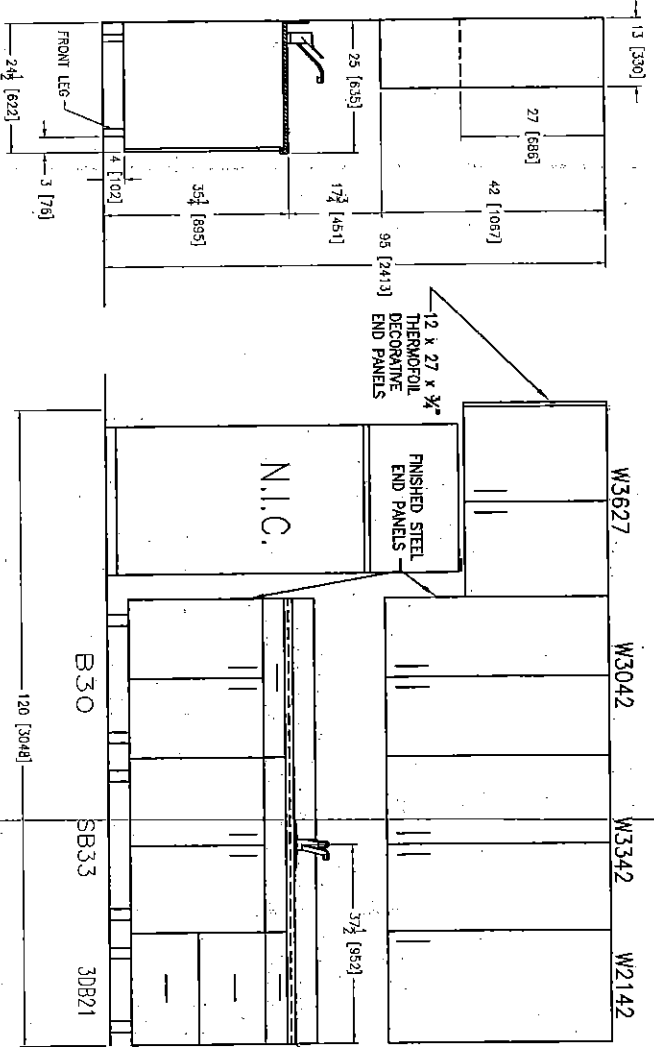 13 [330]
27 [686]
42 [1067]
17¾ [451]
95 [2413]
25 [635]
35¼ [895]
4 [102]
3 [76]
24½ [622]
FRONT LEG
12 x 27 x ¾"
THERMOFOIL
DECORATIVE
END PANELS
FINISHED STEEL
END PANELS
N.I.C.
W3627
W3042
W3342
W2142
37½ [952]
B30
SB33
3DB21
120 [3048]